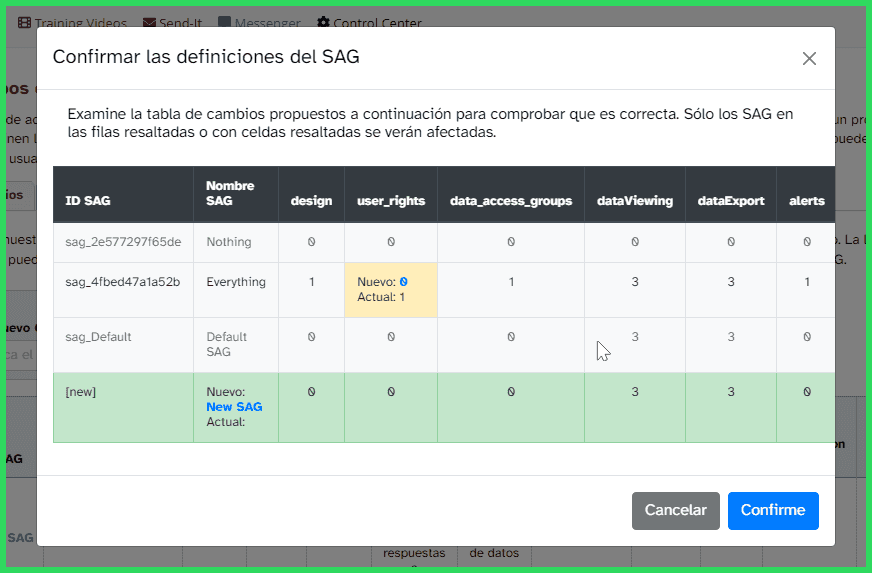 Training Videos Send-It Messenger Control Center
Confirmar las definiciones del SAG
Examine la tabla de cambios propuestos a continuación para comprobar que es correcta. Sólo los SAG en
las filas resaltadas o con celdas resaltadas se verán afectadas.
ID SAG Nombre SAG design user_rights data_access_groups dataViewing dataExport alerts
sag_2e577297f65de Nothing 0 0 0 0 0 0
sag_4fbed47a1a52b Everything 1 Nuevo: 0 1 3 3 1
Actual: 1
sag_Default Default 0 0 0 3 3 0
SAG
[new] Nuevo: 0 0 0 3 3 0
New SAG
Actual:
Cancelar Confirme
SAG
SAG
respuestas de datos